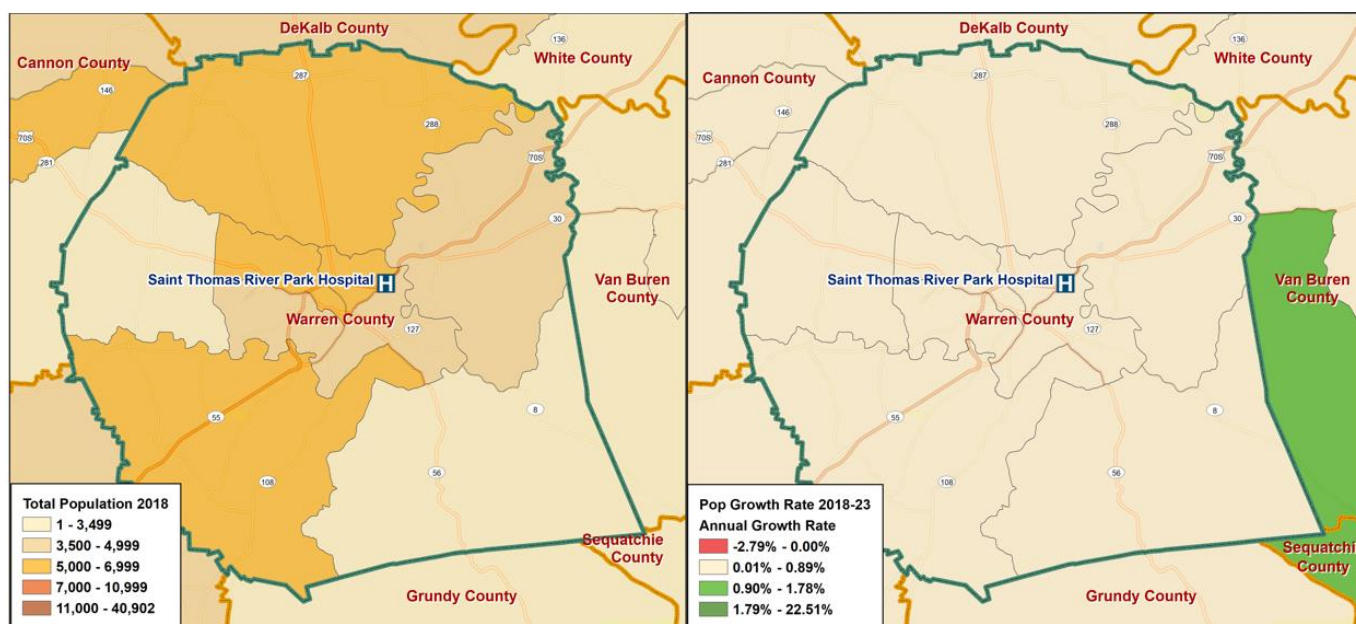 DeKalb County
White County
136
Cannon County
287
146
288
70S
70S
281
30
Saint Thomas River Park Hospital
H
Van Buren
County
Warren County
127
8
55
56
108
Total Population 2018
1 - 3,499
3,500 - 4,999
5,000 - 6,999
7,000 - 10,999
11,000 - 40,902
Sequatchie
County
Grundy County
DeKalb County
White County
136
Cannon County
287
146
288
70S
70S
281
30
Saint Thomas River Park Hospital
H
Van Buren
County
Warren County
127
8
55
56
108
Pop Growth Rate 2018-23
Annual Growth Rate
-2.79% - 0.00%
0.01% - 0.89%
0.90% - 1.78%
1.79% - 22.51%
Sequatchie
County
Grundy County